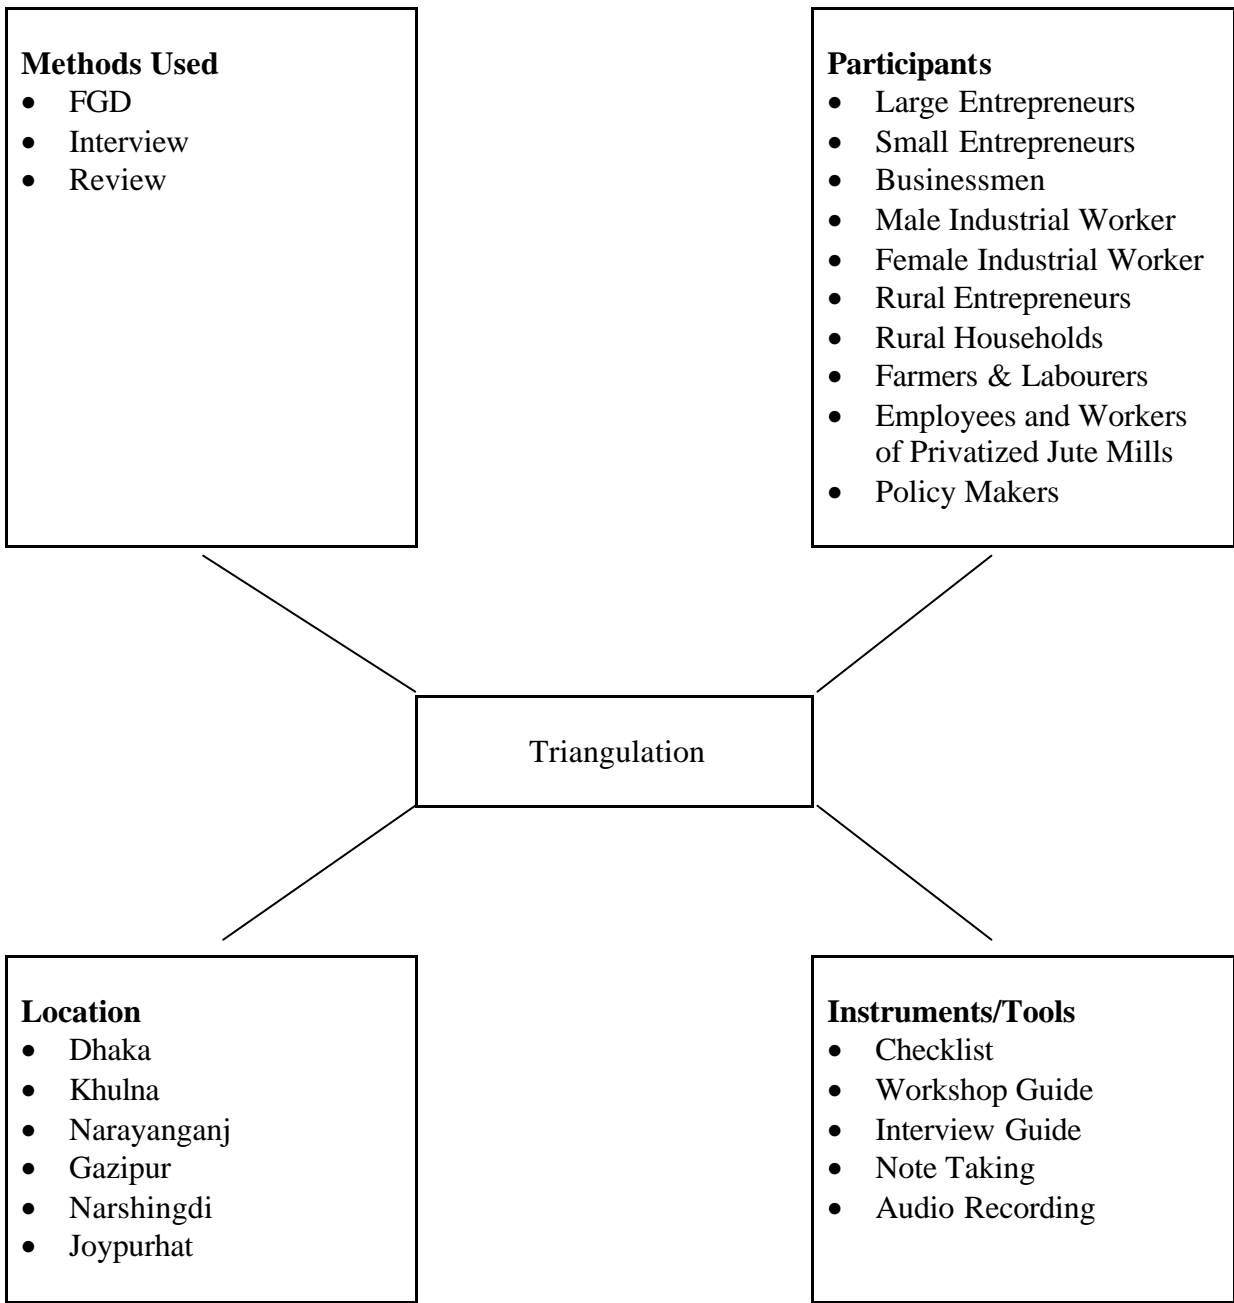 Methods Used
• FGD
• Interview
• Review
Participants
• Large Entrepreneurs
• Small Entrepreneurs
• Businessmen
• Male Industrial Worker
• Female Industrial Worker
• Rural Entrepreneurs
• Rural Households
• Farmers & Labourers
• Employees and Workers
of Privatized Jute Mills
• Policy Makers
Triangulation
Location
• Dhaka
• Khulna
• Narayanganj
• Gazipur
• Narshingdi
• Joypurhat
Instruments/Tools
• Checklist
• Workshop Guide
• Interview Guide
• Note Taking
• Audio Recording